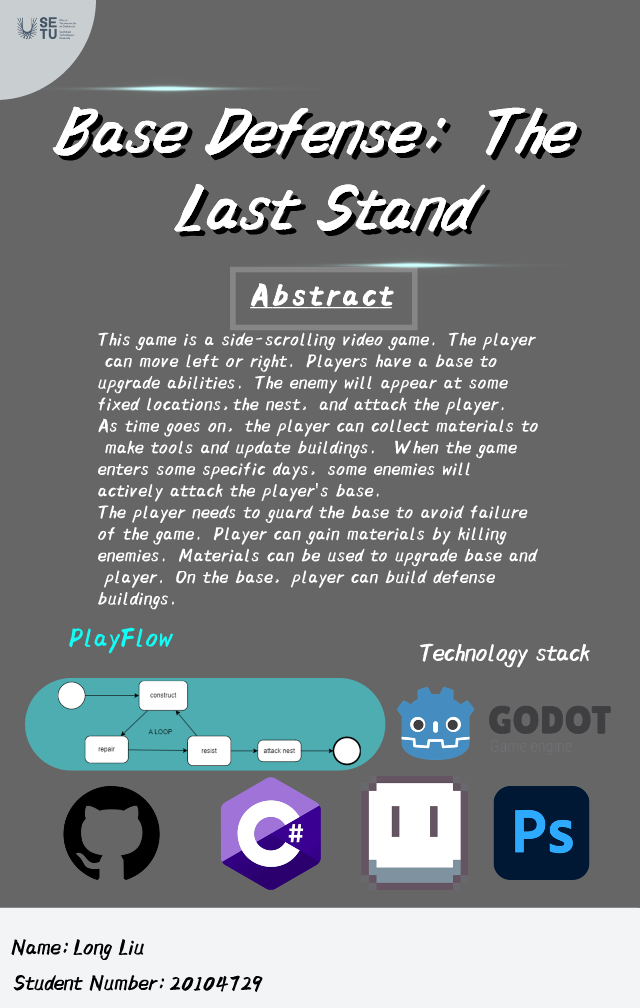 SE
TU
Base Defense: The
Last Stand
Abstract
This game is a side-scrolling video game. The player
can move left or right. Players have a base to
upgrade abilities. The enemy will appear at some
fixed locations, the nest, and attack the player.
As time goes on, the player can collect materials to
make tools and update buildings. When the game
enters some specific days, some enemies will
actively attack the player's base.
The player needs to guard the base to avoid failure
of the game. Player can gain materials by killing
enemies. Materials can be used to upgrade base and
player. On the base, player can build defense
buildings.
PlayFlow
Technology stack
construct
A LOOP
repair
resist
attack nest
GODOT
Game engine
C#
Ps
Name: Long Liu
Student Number: 20104729